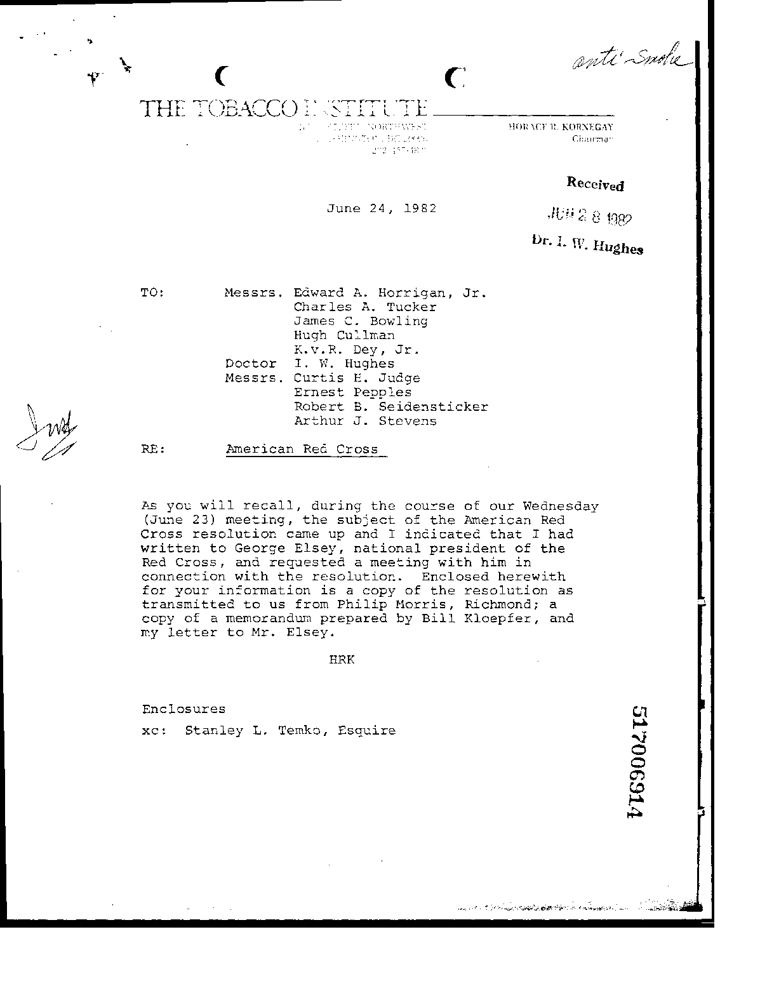 anti Smoke
THE TOBACCO INSTITUTE
NORTHWEST
HORACE R. KORNEGAY
Chairman
Received
June 24, 1982
JUN 28 1982
Dr. I. W. Hughes
TO: Messrs. Edward A. Horrigan, Jr.
Charles A. Tucker
James C. Bowling
Hugh Cullman
K.v.R. Dey, Jr.
Doctor I. W. Hughes
Messrs. Curtis H. Judge
Ernest Pepples
Robert B. Seidensticker
Arthur J. Stevens
RE: American Red Cross
As you will recall, during the course of our Wednesday
(June 23) meeting, the subject of the American Red
Cross resolution came up and I indicated that I had
written to George Elsey, national president of the
Red Cross, and requested a meeting with him in
connection with the resolution. Enclosed herewith
for your information is a copy of the resolution as
transmitted to us from Philip Morris, Richmond; a
copy of a memorandum prepared by Bill Kloepfer, and
my letter to Mr. Elsey.
HRK
Enclosures
xc: Stanley L. Temko, Esquire
517006914